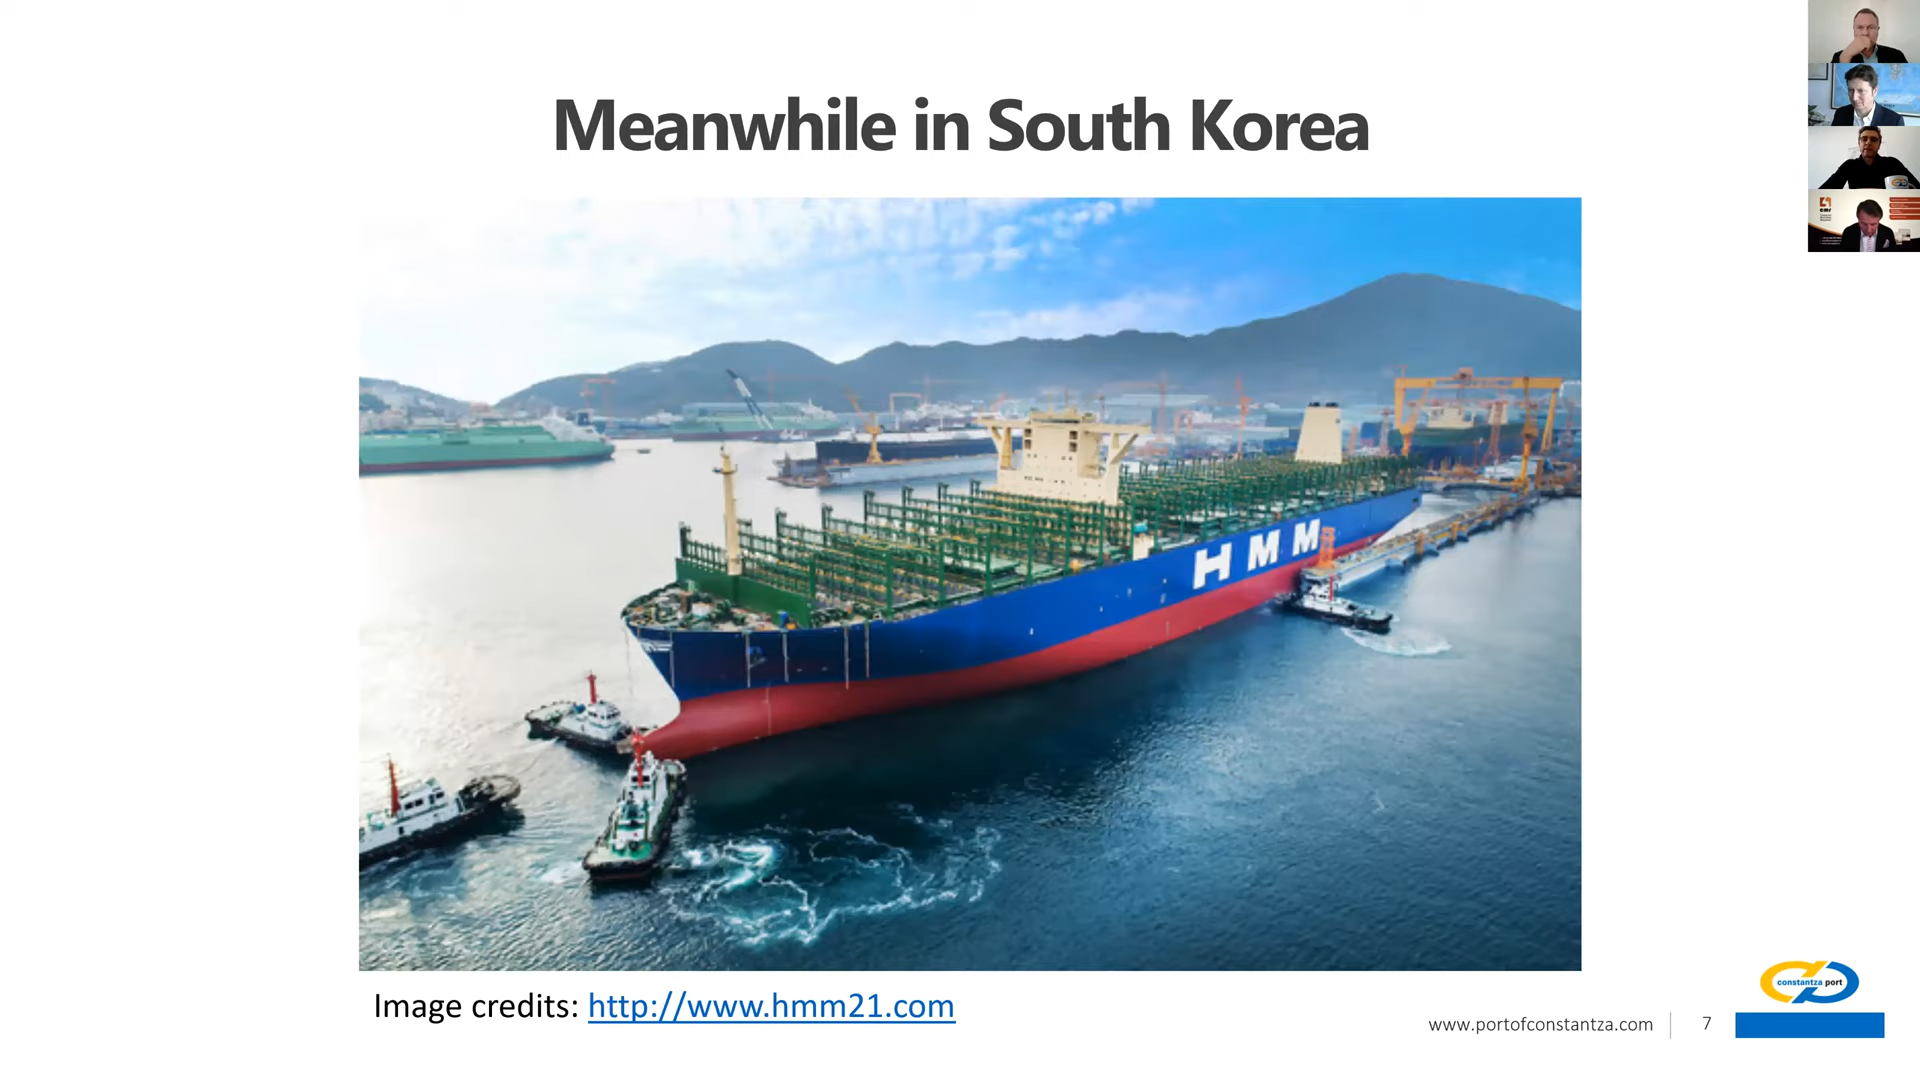 Meanwhile in South Korea
HMM
Image credits: http://www.hmm21.com
www.portofconstantza.com
7
constantza port